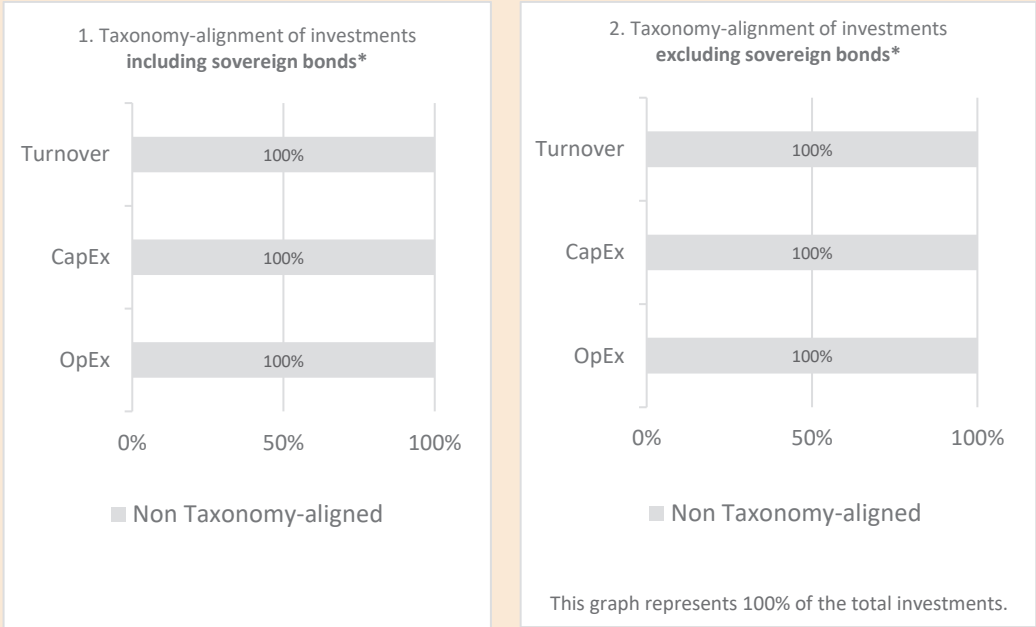 1. Taxonomy-alignment of investments
including sovereign bonds*
Turnover
100%
CapEx
100%
OpEx
100%
0%
50%
100%
Non Taxonomy-aligned
2. Taxonomy-alignment of investments
excluding sovereign bonds*
Turnover
100%
CapEx
100%
OpEx
100%
0%
50%
100%
Non Taxonomy-aligned
This graph represents 100% of the total investments.